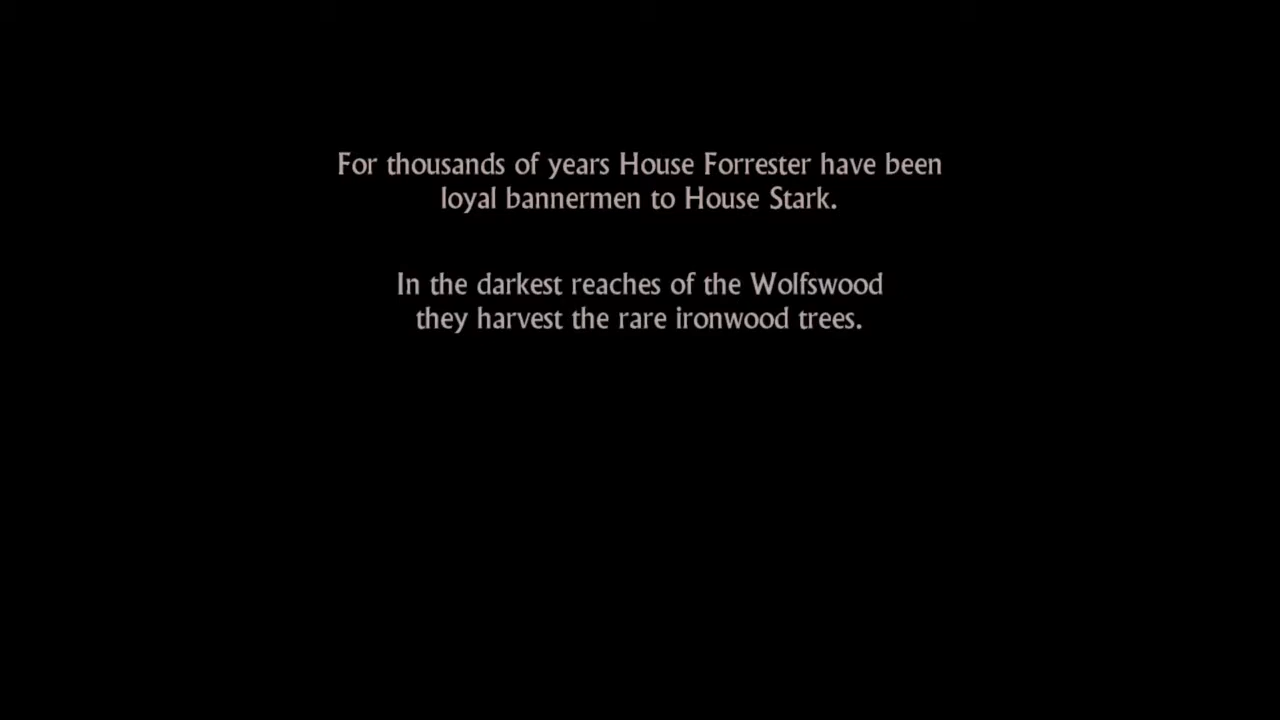 For thousands of years House Forrester have been
loyal bannermen to House Stark.
In the darkest reaches of the Wolfswood
they harvest the rare ironwood trees.